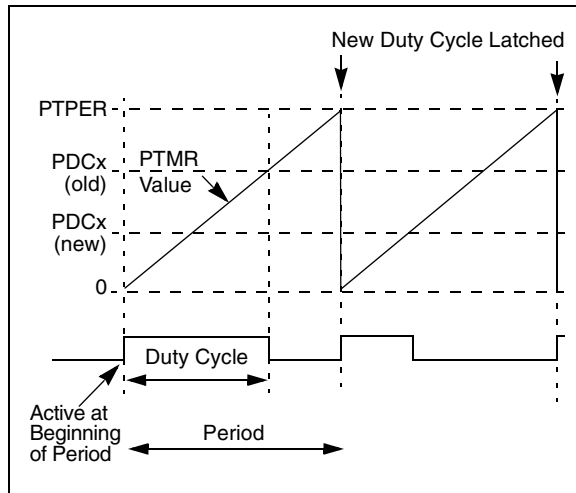 New Duty Cycle Latched
PTPER
PDCx
(old)
PTMR
Value
PDCx
(new)
0
Duty Cycle
Active at
Beginning
of Period
Period